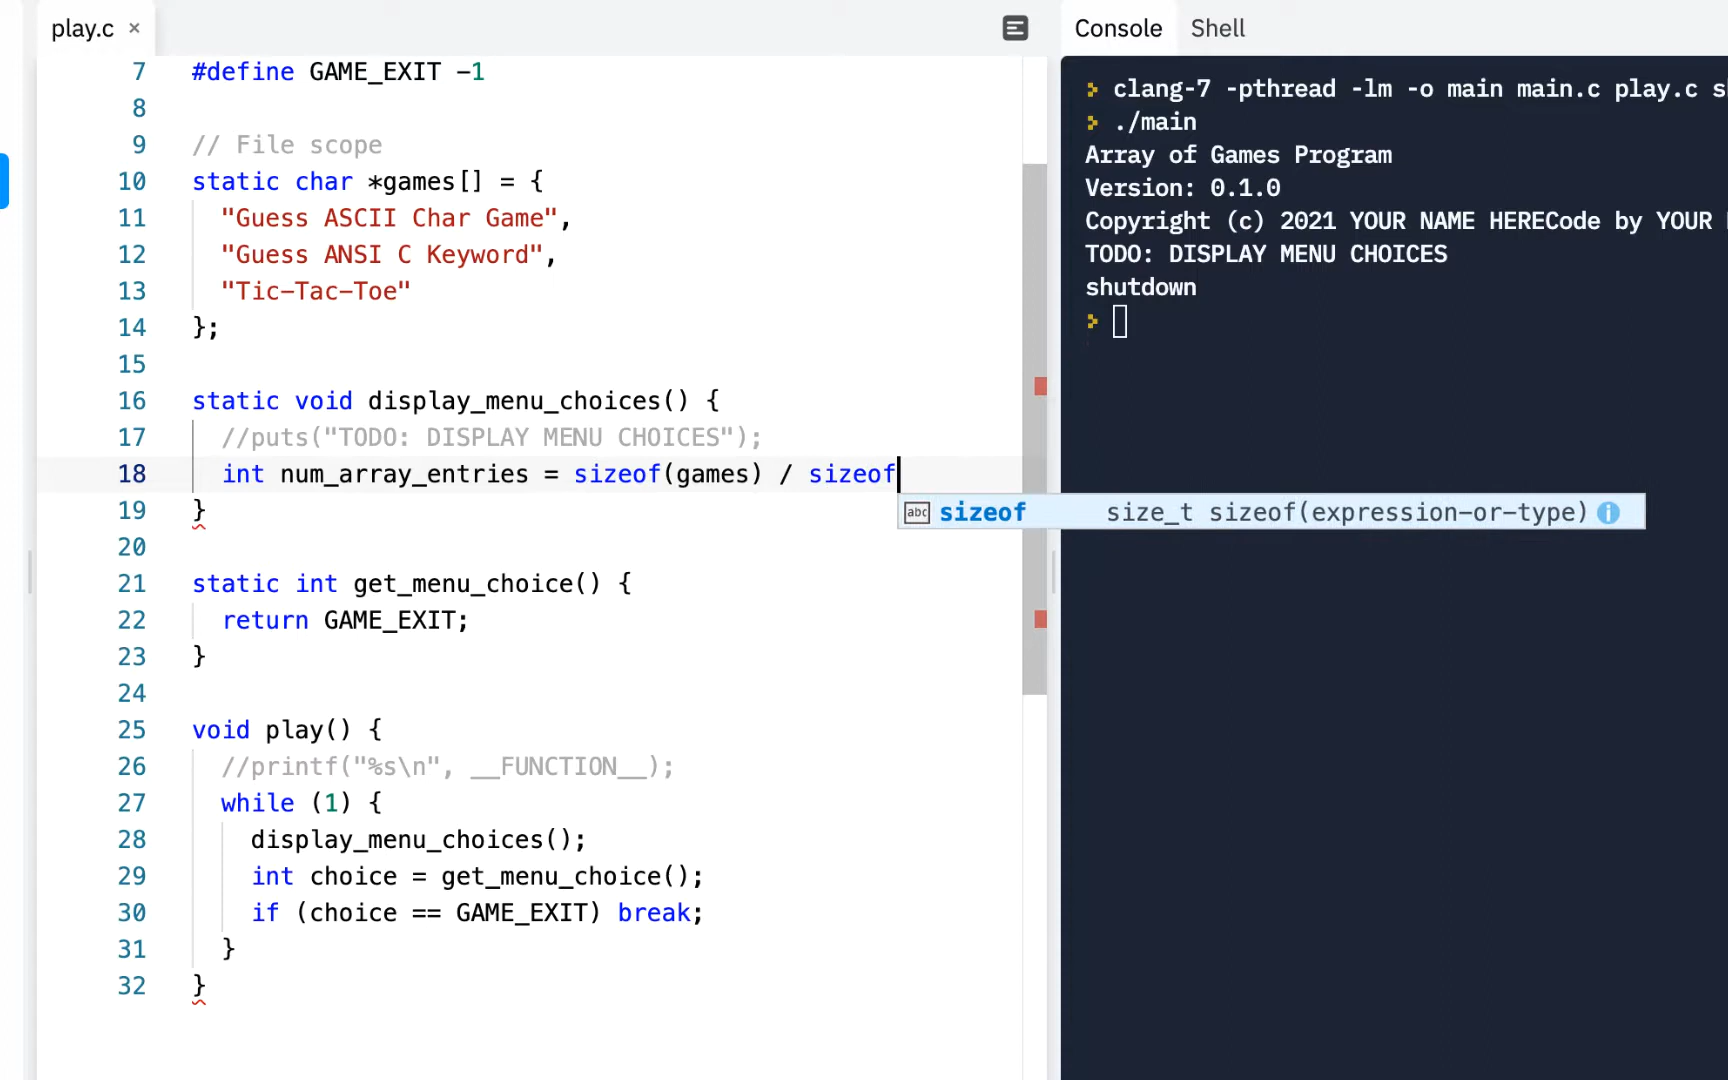 play.c ×
7 #define GAME_EXIT -1
8
9 // File scope
10 static char *games[] = {
11 "Guess ASCII Char Game",
12 "Guess ANSI C Keyword",
13 "Tic-Tac-Toe"
14 };
15
16 static void display_menu_choices() {
17 //puts("TODO: DISPLAY MENU CHOICES");
18 int num_array_entries = sizeof(games) / sizeof
abc sizeof size_t sizeof(expression-or-type)
19 }
20
21 static int get_menu_choice() {
22 return GAME_EXIT;
23 }
24
25 void play() {
26 //printf("%s\n", __FUNCTION__);
27 while (1) {
28 display_menu_choices();
29 int choice = get_menu_choice();
30 if (choice == GAME_EXIT) break;
31 }
32 }
Console Shell
clang-7 -pthread -lm -o main main.c play.c
./main
Array of Games Program
Version: 0.1.0
Copyright (c) 2021 YOUR NAME HERECode by YOUR
TODO: DISPLAY MENU CHOICES
shutdown